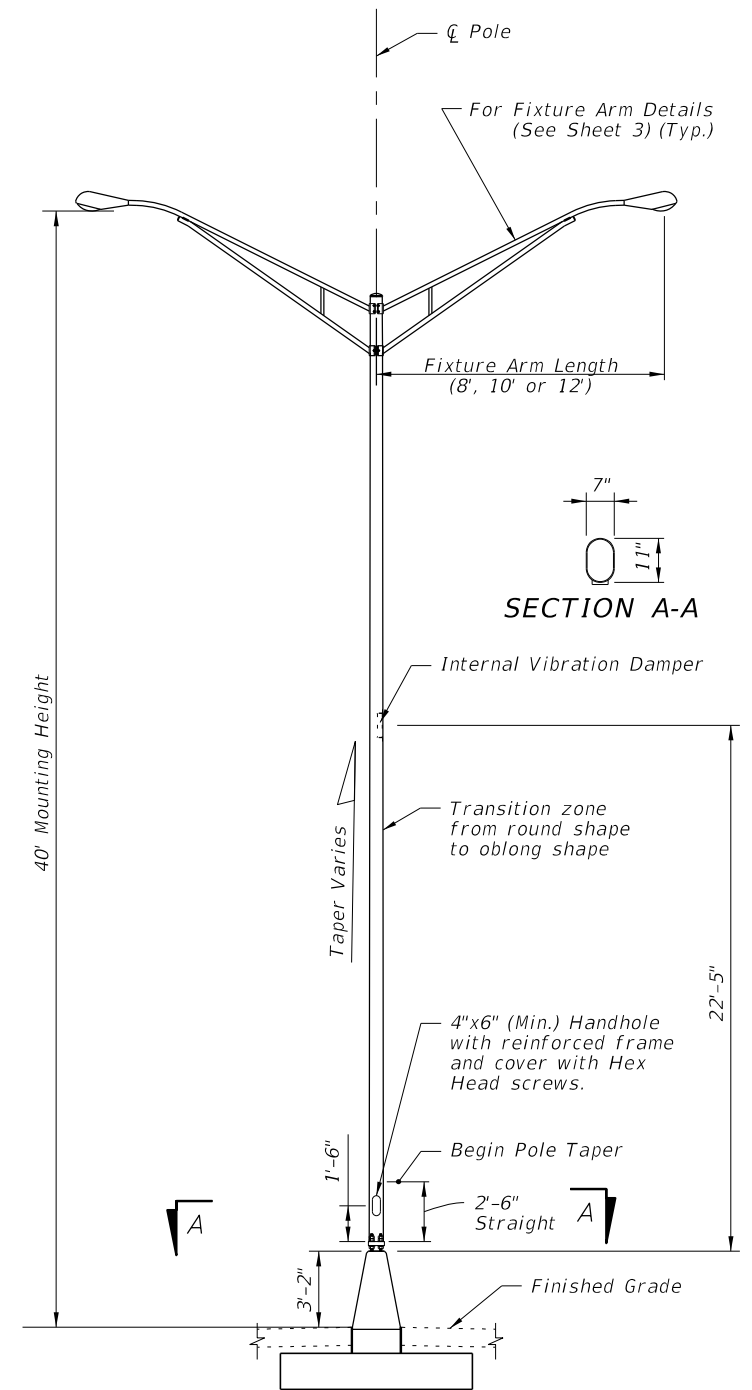 ℄ Pole
For Fixture Arm Details
(See Sheet 3) (Typ.)
Fixture Arm Length
(8', 10' or 12')
7"
11"
SECTION A-A
Internal Vibration Damper
40' Mounting Height
Transition zone
from round shape
to oblong shape
Taper Varies
22'-5"
4"x6" (Min.) Handhole
with reinforced frame
and cover with Hex
Head screws.
1'-6"
Begin Pole Taper
2'-6"
Straight
A
A
3'-2"
Finished Grade